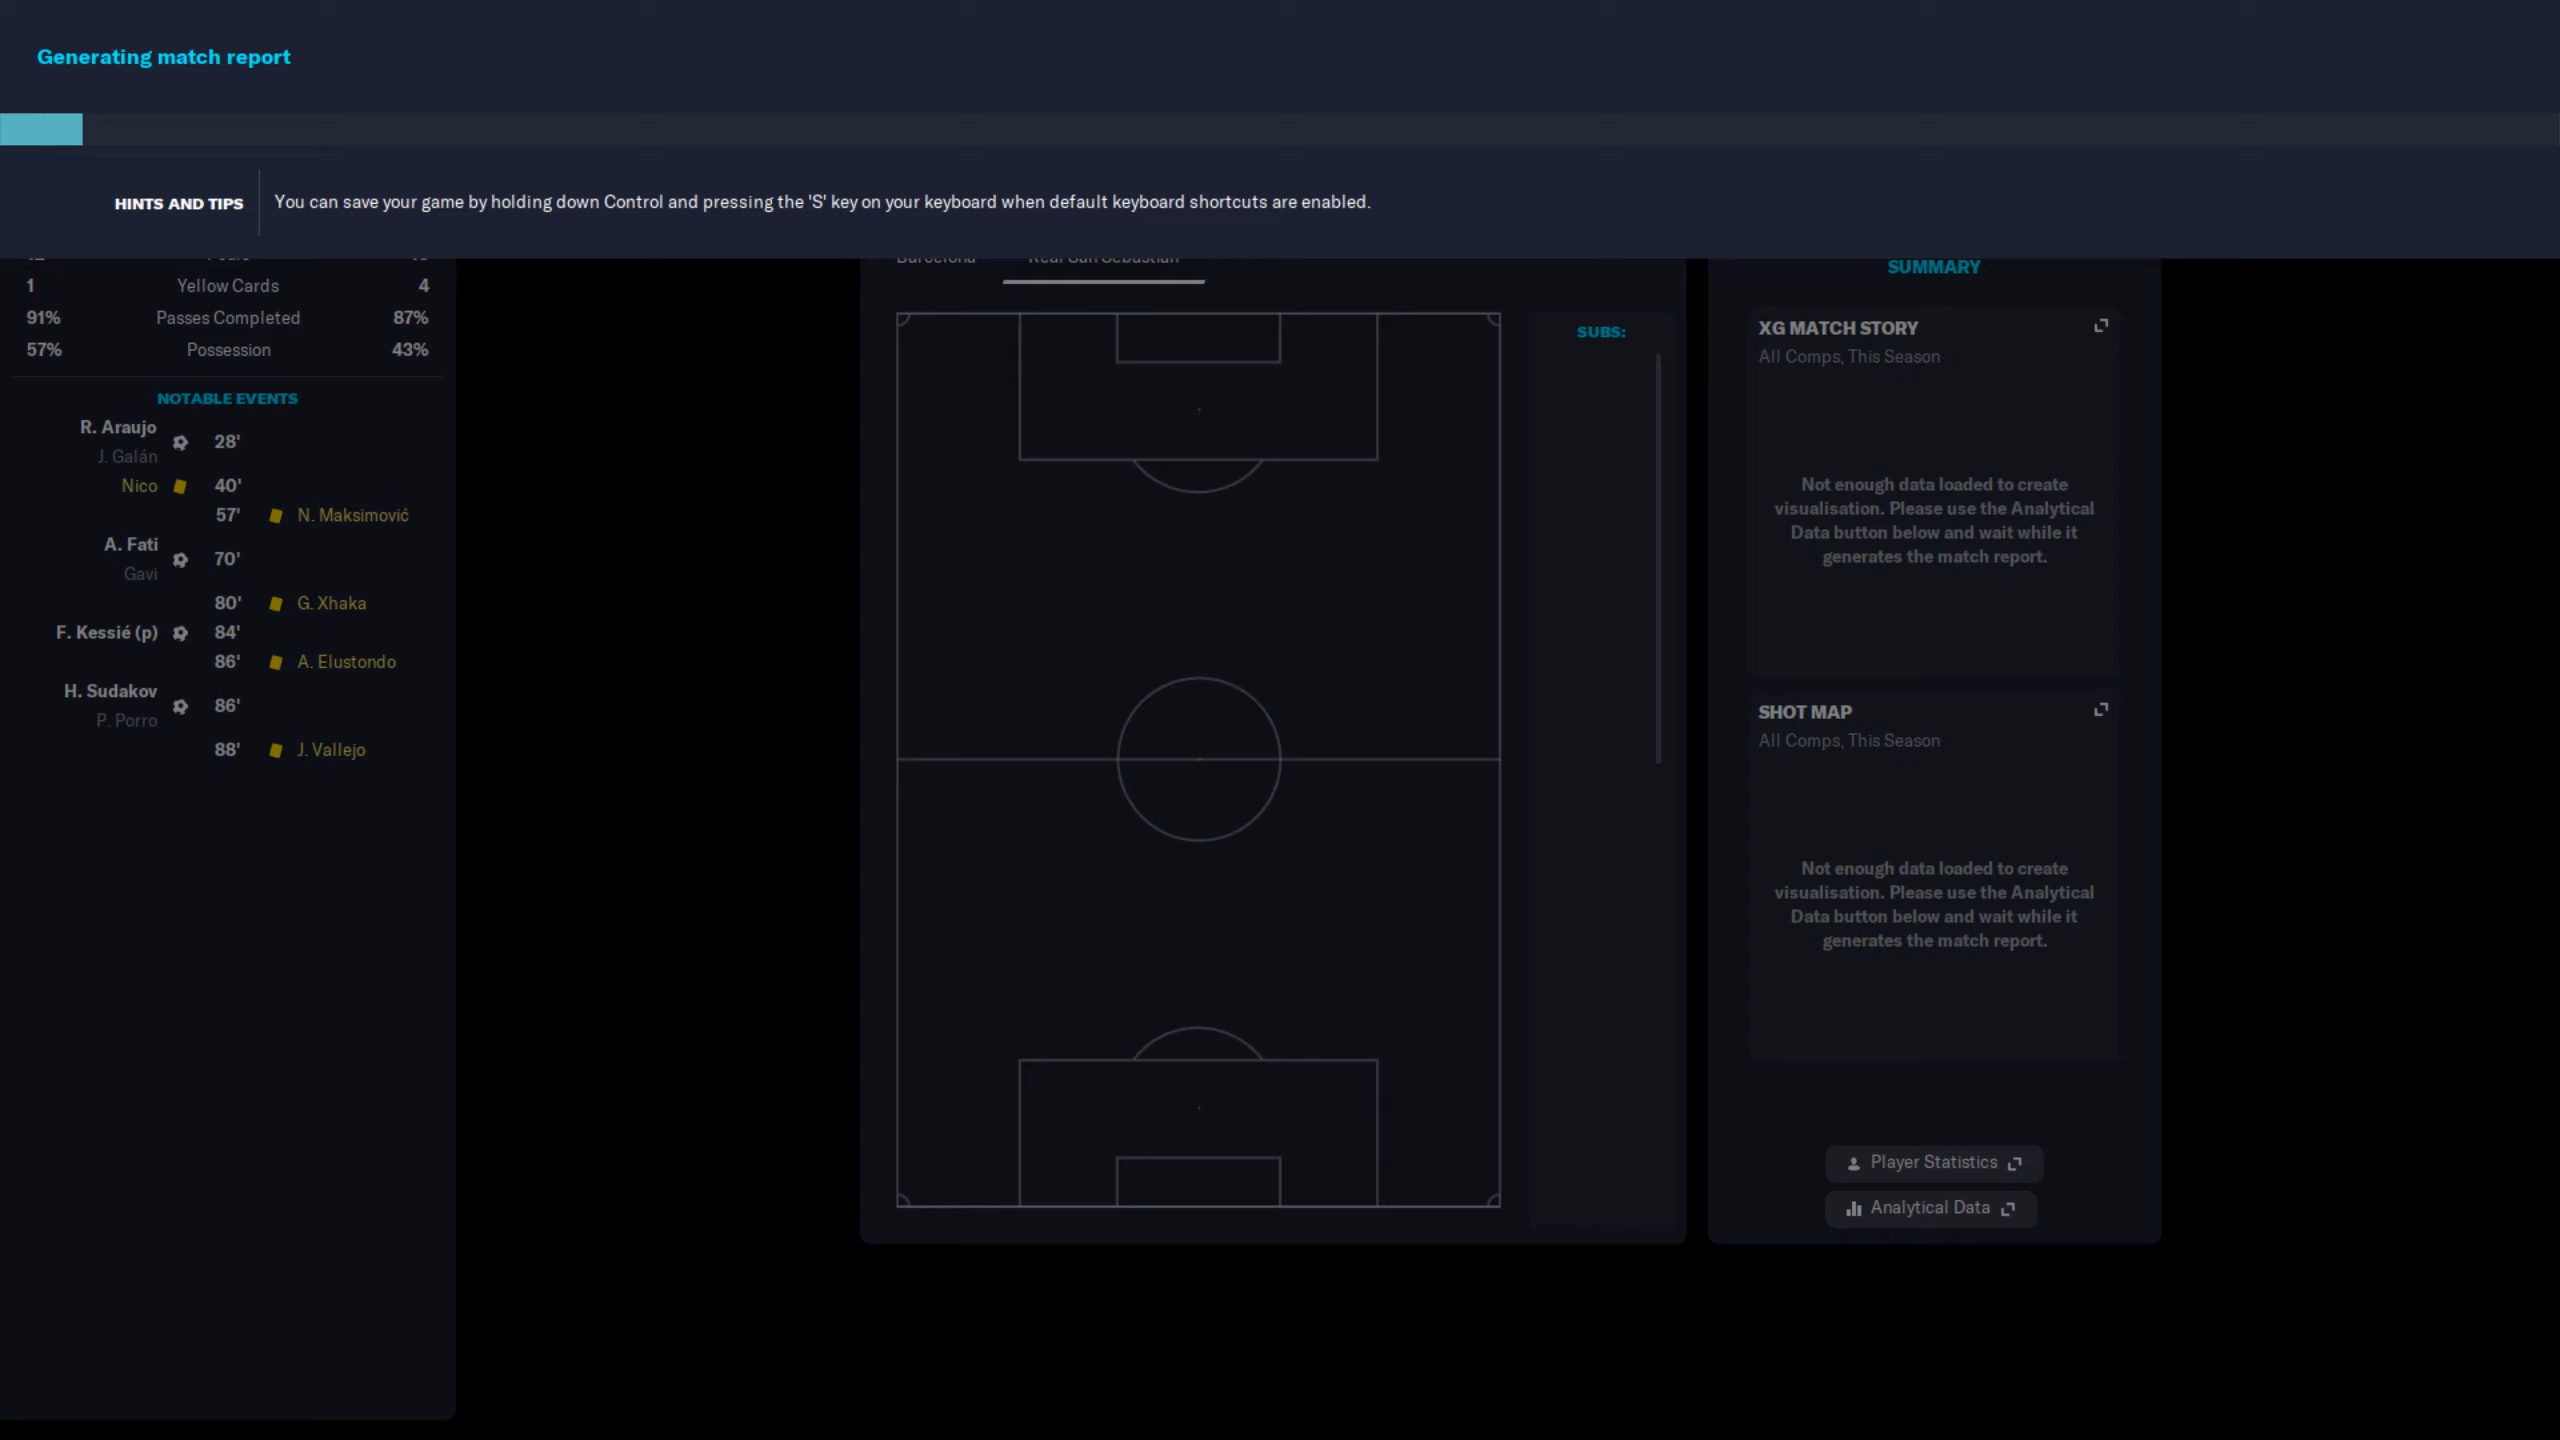 Generating match report
HINTS AND TIPS
You can save your game by holding down Control and pressing the 'S' key on your keyboard when default keyboard shortcuts are enabled.
1 Yellow Cards 4
91% Passes Completed 87%
57% Possession 43%
NOTABLE EVENTS
R. Araujo 28'
J. Galán
Nico 40'
57' N. Maksimović
A. Fati 70'
Gavi
80' G. Xhaka
F. Kessié (p) 84'
86' A. Elustondo
H. Sudakov 86'
P. Porro
88' J. Vallejo
Barcelona Real San Sebastián
SUBS:
SUMMARY
XG MATCH STORY
All Comps, This Season
Not enough data loaded to create
visualisation. Please use the Analytical
Data button below and wait while it
generates the match report.
SHOT MAP
All Comps, This Season
Not enough data loaded to create
visualisation. Please use the Analytical
Data button below and wait while it
generates the match report.
Player Statistics
Analytical Data